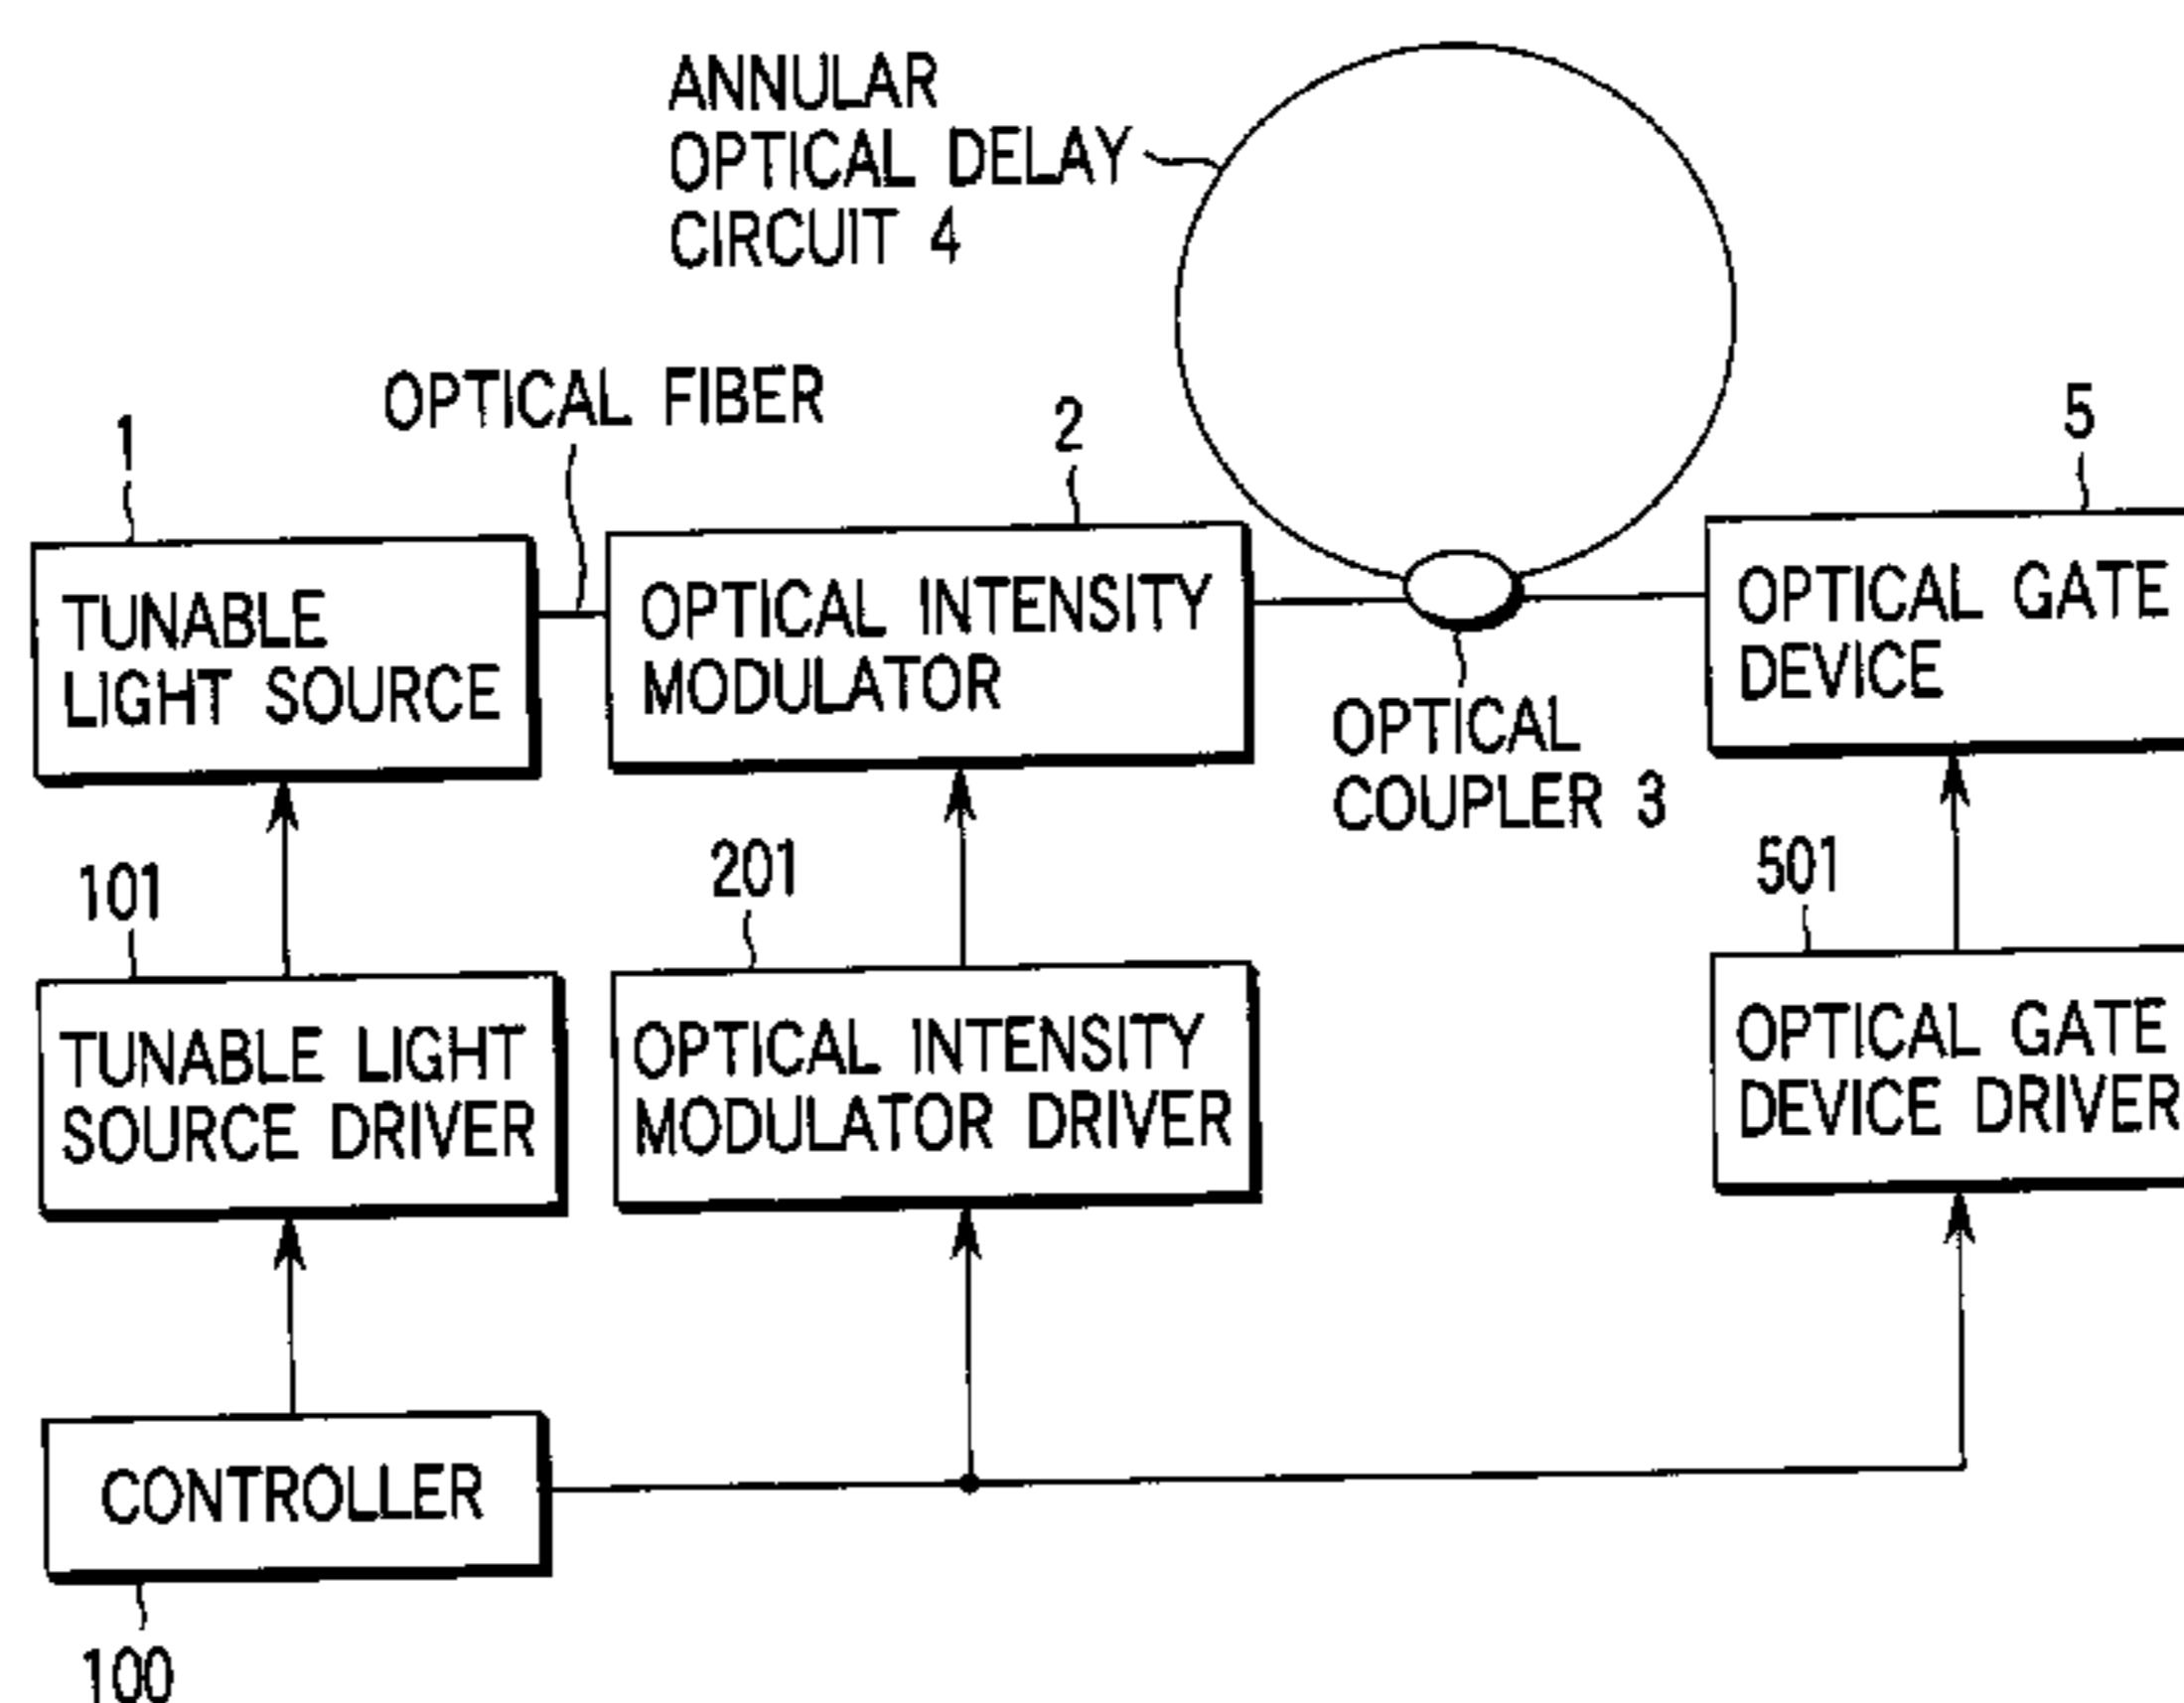 ANNULAR
OPTICAL DELAY
CIRCUIT 4
OPTICAL FIBER
1
2
5
TUNABLE
LIGHT SOURCE
OPTICAL INTENSITY
MODULATOR
OPTICAL GATE
DEVICE
OPTICAL
COUPLER 3
101
201
501
TUNABLE LIGHT
SOURCE DRIVER
OPTICAL INTENSITY
MODULATOR DRIVER
OPTICAL GATE
DEVICE DRIVER
CONTROLLER
100